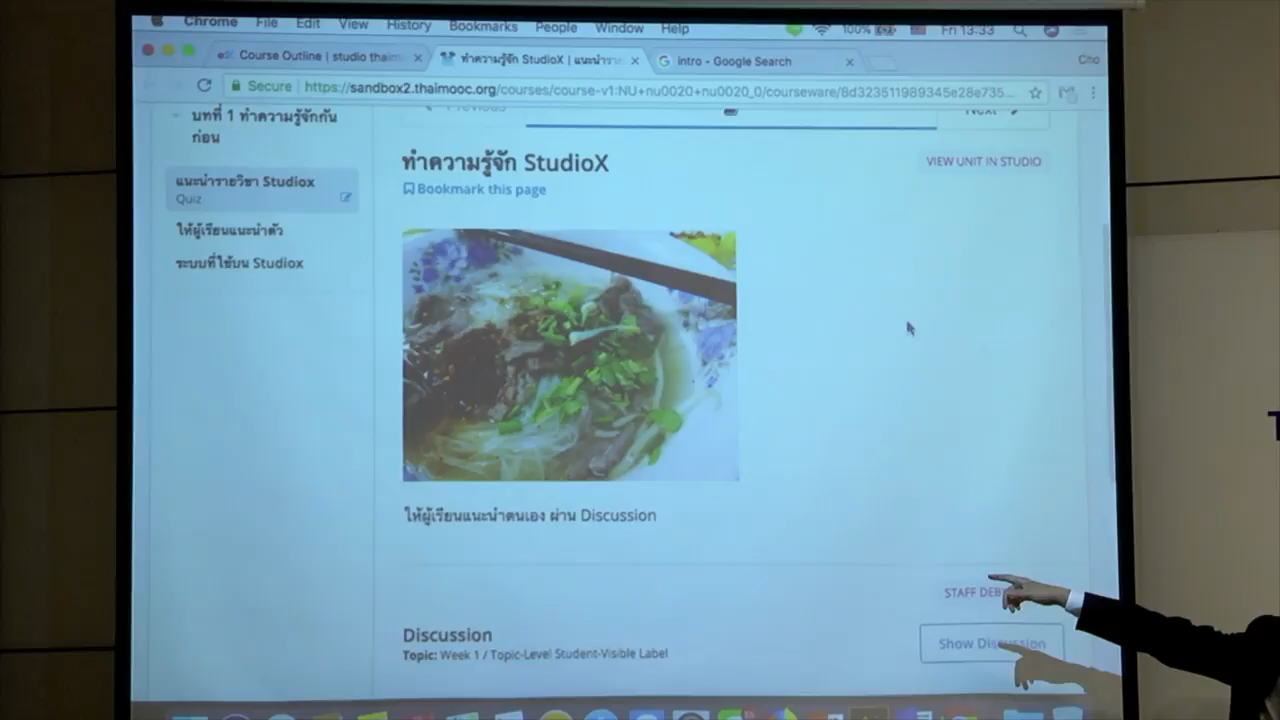 Chrome File Edit View History Bookmarks People Window Help 100% Fri 13:33
Course Outline | studio thaim
ทำความรู้จัก StudioX | แนะนำรา
intro - Google Search
Secure https://sandbox2.thaimooc.org/courses/course-v1:NU+nu0020+nu0020_0/courseware/8d323511989345e28e735...
Previous
Next
บทที่ 1 ทำความรู้จักกัน
ก่อน
แนะนำรายวิชา Studiox
Quiz
ให้ผู้เรียนแนะนำตัว
ระบบที่ใช้บน Studiox
ทำความรู้จัก StudioX
VIEW UNIT IN STUDIO
Bookmark this page
ให้ผู้เรียนแนะนำตนเอง ผ่าน Discussion
STAFF DEB
Discussion
Topic: Week 1 / Topic-Level Student-Visible Label
Show Discussion